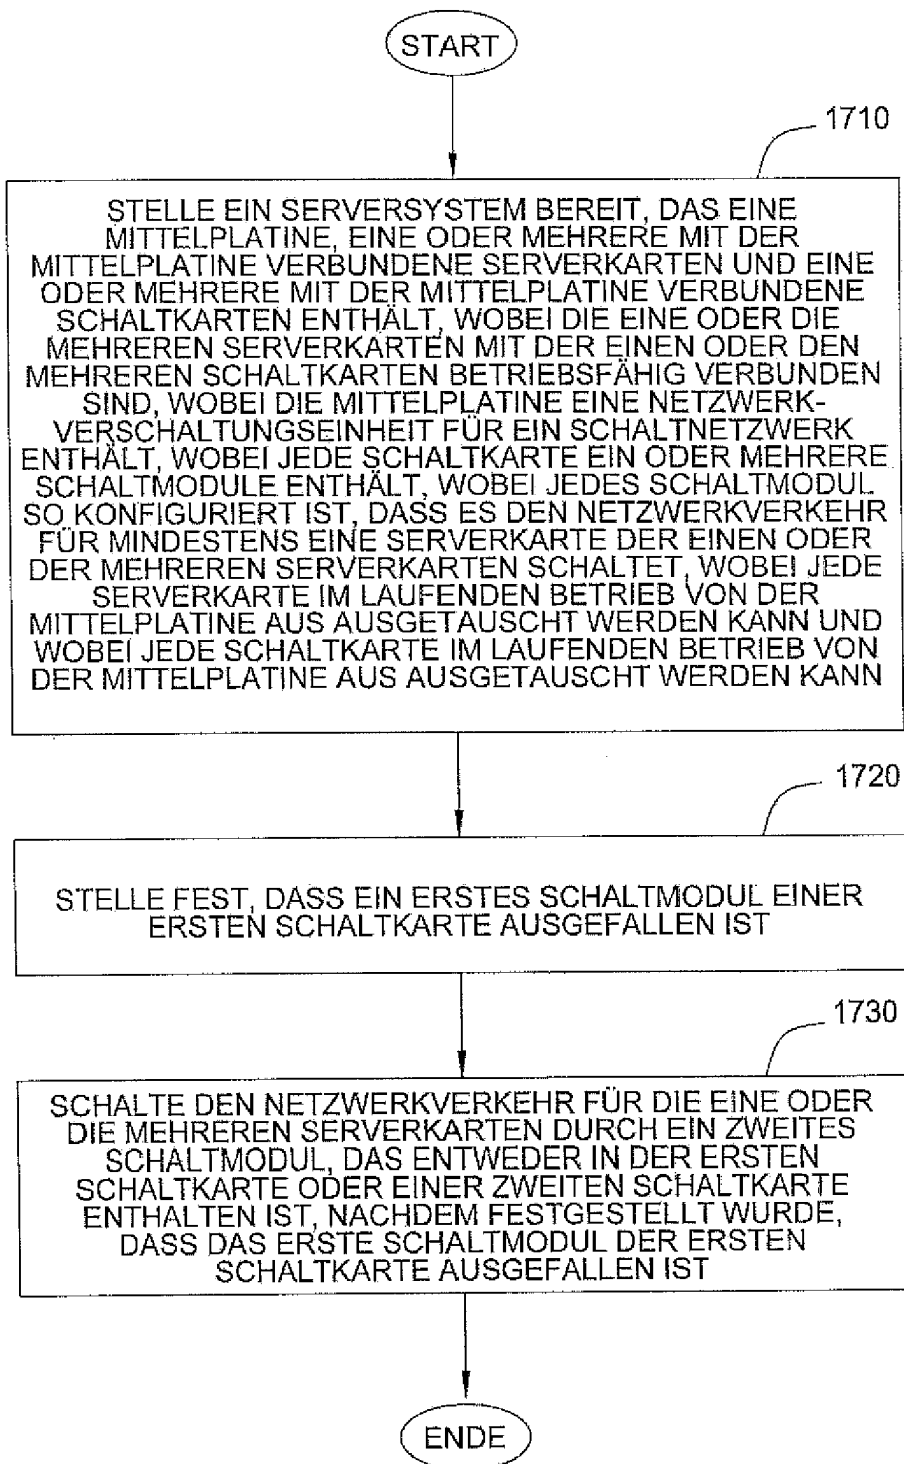 START
1710
STELLE EIN SERVERSYSTEM BEREIT, DAS EINE
MITTELPLATINE, EINE ODER MEHRERE MIT DER
MITTELPLATINE VERBUNDENE SERVERKARTEN UND EINE
ODER MEHRERE MIT DER MITTELPLATINE VERBUNDENE
SCHALTKARTEN ENTHÄLT, WOBEI DIE EINE ODER DIE
MEHREREN SERVERKARTEN MIT DER EINEN ODER DEN
MEHREREN SCHALTKARTEN BETRIEBSFÄHIG VERBUNDEN
SIND, WOBEI DIE MITTELPLATINE EINE NETZWERK-
VERSCHALTUNGSEINHEIT FÜR EIN SCHALTNETZWERK
ENTHÄLT, WOBEI JEDE SCHALTKARTE EIN ODER MEHRERE
SCHALTMODULE ENTHÄLT, WOBEI JEDES SCHALTMODUL
SO KONFIGURIERT IST, DASS ES DEN NETZWERKVERKEHR
FÜR MINDESTENS EINE SERVERKARTE DER EINEN ODER
DER MEHREREN SERVERKARTEN SCHALTET, WOBEI JEDE
SERVERKARTE IM LAUFENDEN BETRIEB VON DER
MITTELPLATINE AUS AUSGETAUSCHT WERDEN KANN UND
WOBEI JEDE SCHALTKARTE IM LAUFENDEN BETRIEB VON
DER MITTELPLATINE AUS AUSGETAUSCHT WERDEN KANN
1720
STELLE FEST, DASS EIN ERSTES SCHALTMODUL EINER
ERSTEN SCHALTKARTE AUSGEFALLEN IST
1730
SCHALTE DEN NETZWERKVERKEHR FÜR DIE EINE ODER
DIE MEHREREN SERVERKARTEN DURCH EIN ZWEITES
SCHALTMODUL, DAS ENTWEDER IN DER ERSTEN
SCHALTKARTE ODER EINER ZWEITEN SCHALTKARTE
ENTHALTEN IST, NACHDEM FESTGESTELLT WURDE,
DASS DAS ERSTE SCHALTMODUL DER ERSTEN
SCHALTKARTE AUSGEFALLEN IST
ENDE